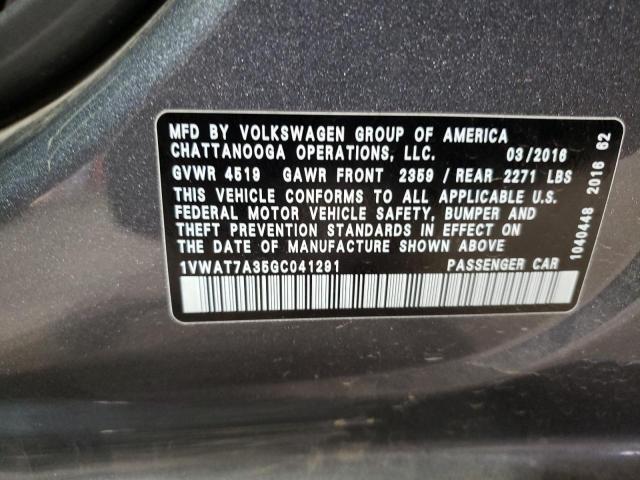 MFD BY VOLKSWAGEN GROUP OF AMERICA
CHATTANOOGA OPERATIONS, LLC. 03/2016
GVWR 4519 GAWR FRONT 2359 / REAR 2271 LBS
THIS VEHICLE CONFORMS TO ALL APPLICABLE U.S.
FEDERAL MOTOR VEHICLE SAFETY, BUMPER AND
THEFT PREVENTION STANDARDS IN EFFECT ON
THE DATE OF MANUFACTURE SHOWN ABOVE
1VWAT7A35GC041291 PASSENGER CAR
1040448 2016 62